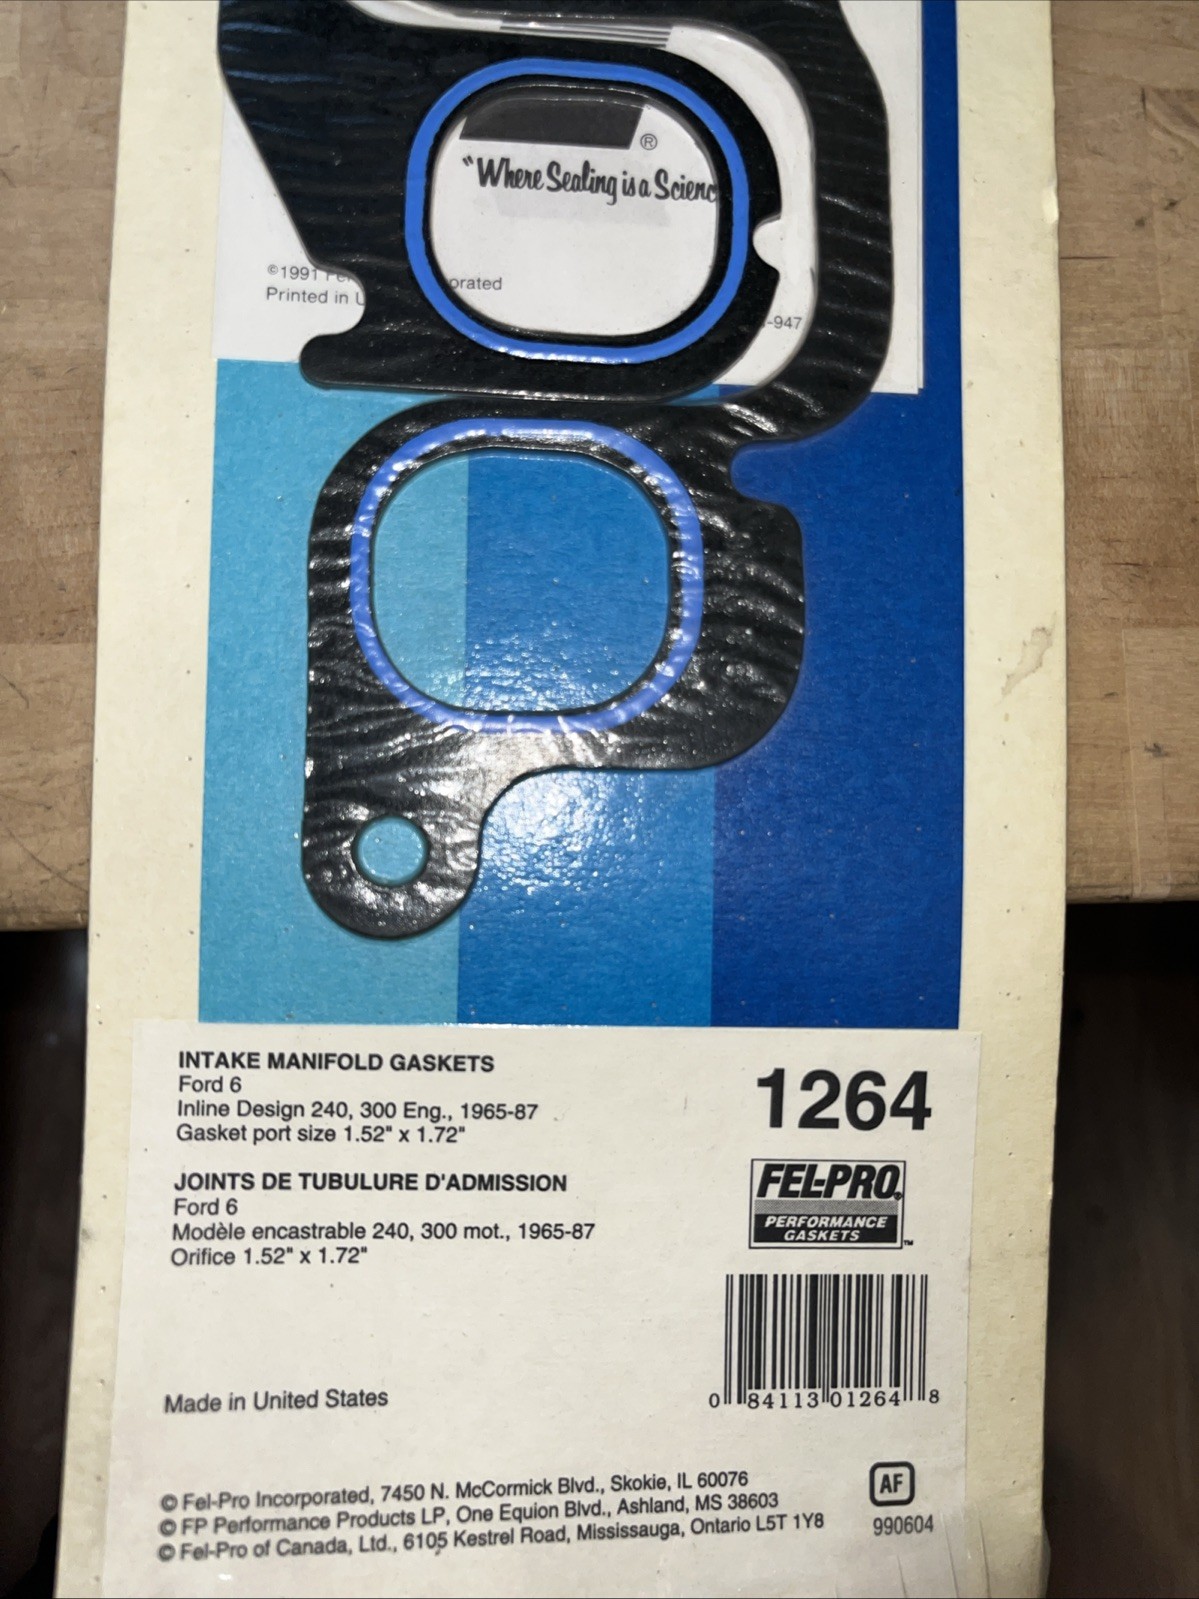 ®
"Where Sealing is a Scienc
©1991 Fel orated
Printed in U
-947
INTAKE MANIFOLD GASKETS
Ford 6
Inline Design 240, 300 Eng., 1965-87
Gasket port size 1.52" x 1.72"
1264
JOINTS DE TUBULURE D'ADMISSION
Ford 6
Modèle encastrable 240, 300 mot., 1965-87
Orifice 1.52" x 1.72"
FEL-PRO®
PERFORMANCE
GASKETS™
0 84113 01264 8
Made in United States
© Fel-Pro Incorporated, 7450 N. McCormick Blvd., Skokie, IL 60076
© FP Performance Products LP, One Equion Blvd., Ashland, MS 38603
© Fel-Pro of Canada, Ltd., 6105 Kestrel Road, Mississauga, Ontario L5T 1Y8
AF
990604